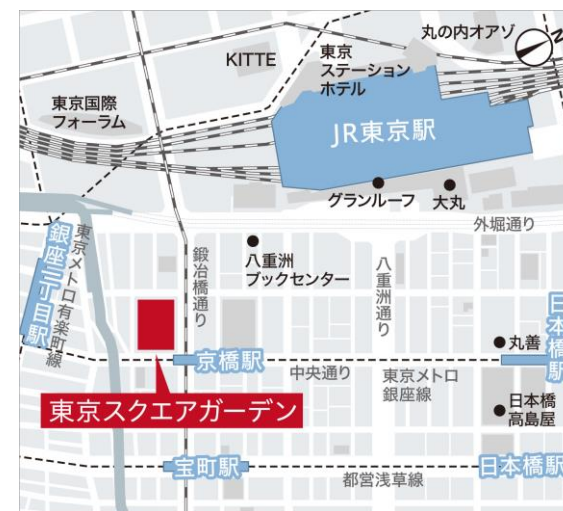 丸の内オアゾ
N
KITTE
東京
ステーション
ホテル
東京国際
フォーラム
JR東京駅
グランルーフ
大丸
外堀通り
八重洲
ブックセンター
鍛冶橋通り
八重洲通り
東京メトロ有楽町線
銀座一丁目駅
丸善
日本橋駅
京橋駅
中央通り
東京メトロ
銀座線
東京スクエアガーデン
日本橋
高島屋
宝町駅
都営浅草線
日本橋駅